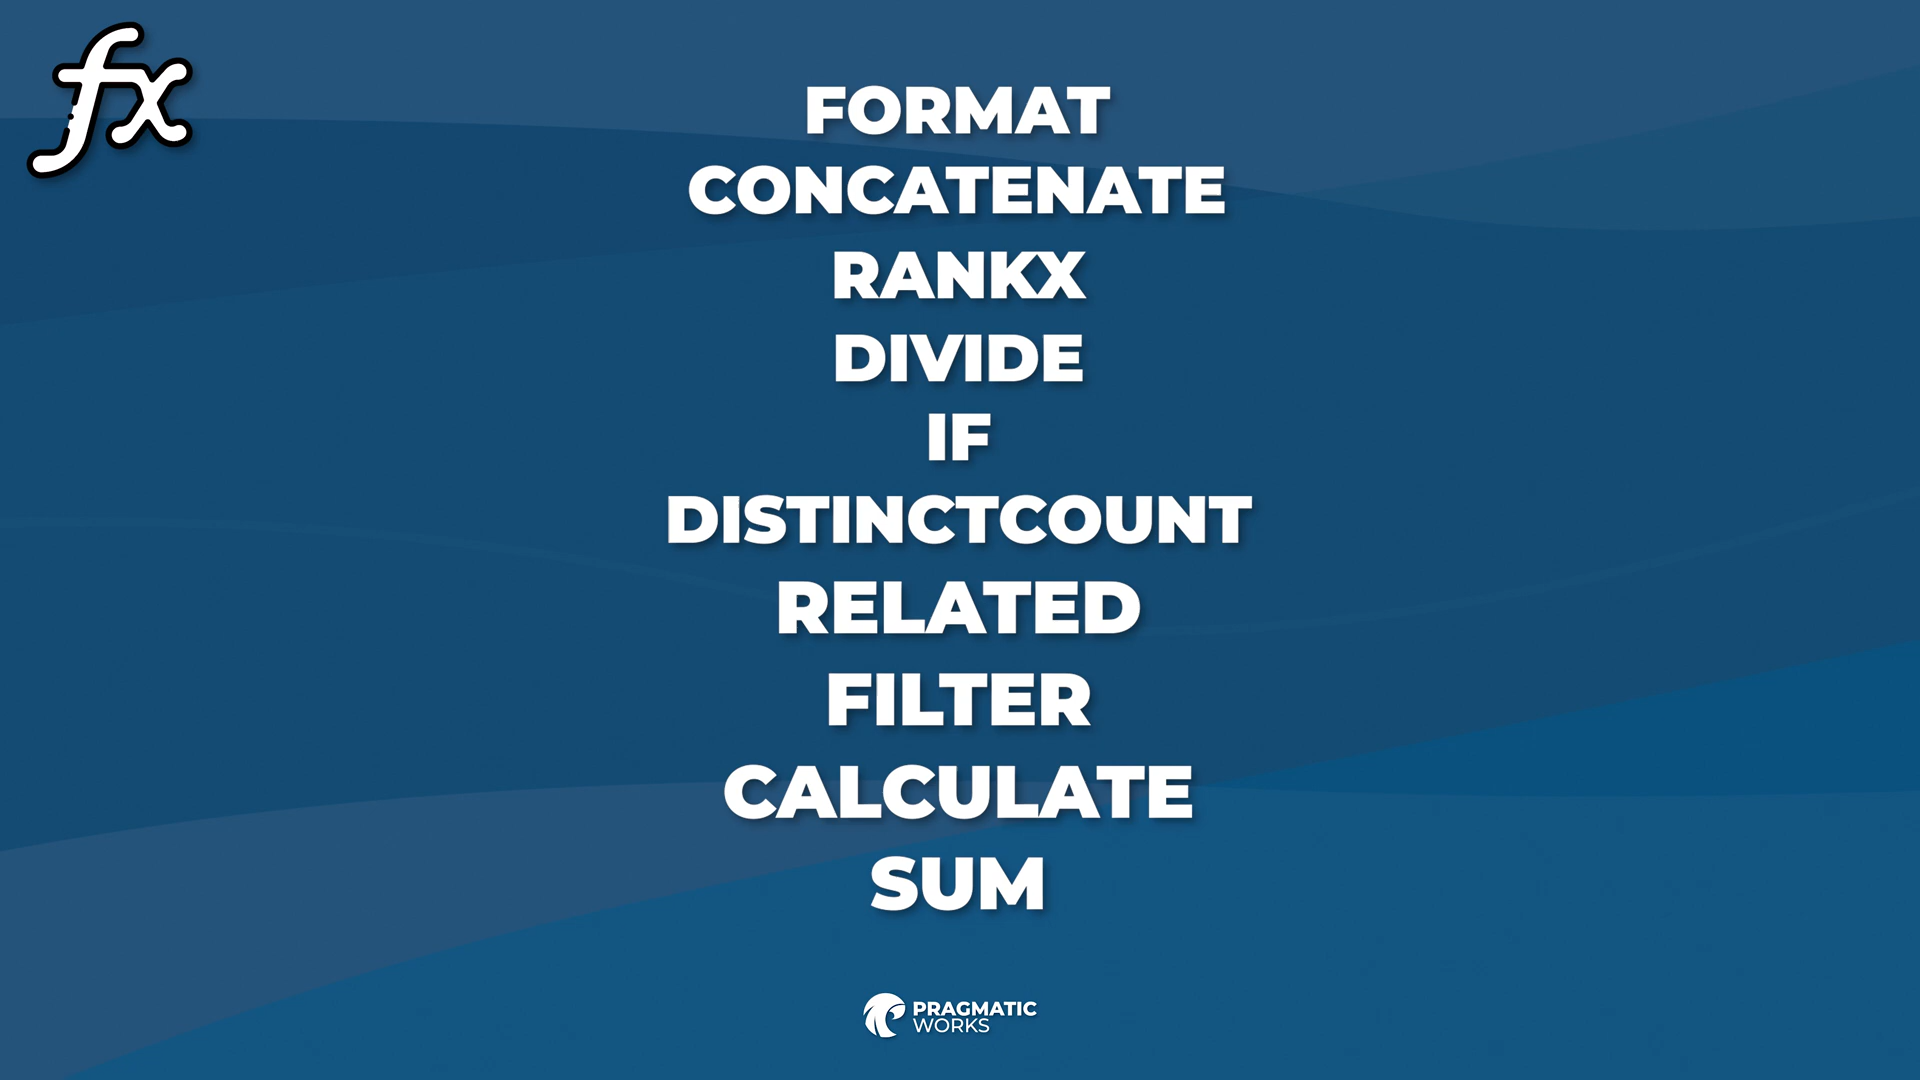 fx
FORMAT
CONCATENATE
RANKX
DIVIDE
IF
DISTINCTCOUNT
RELATED
FILTER
CALCULATE
SUM
PRAGMATIC
WORKS